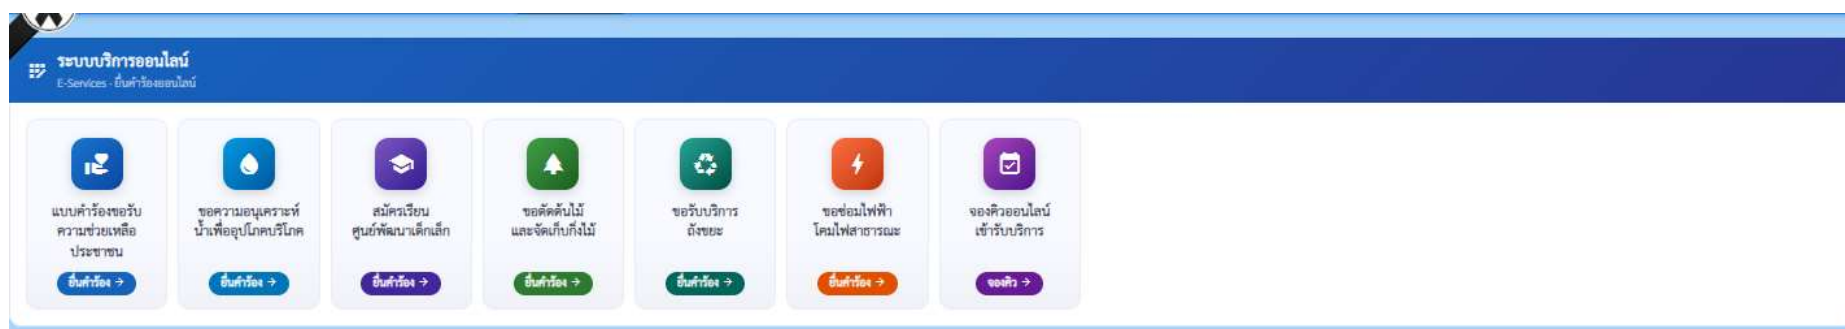 ระบบบริการออนไลน์
E-Services - ยื่นคำร้องออนไลน์
แบบคำร้องขอรับ
ความช่วยเหลือ
ประชาชน
ยื่นคำร้อง →
ขอความอนุเคราะห์
น้ำเพื่ออุปโภคบริโภค
ยื่นคำร้อง →
สมัครเรียน
ศูนย์พัฒนาเด็กเล็ก
ยื่นคำร้อง →
ขอตัดต้นไม้
และจัดเก็บกิ่งไม้
ยื่นคำร้อง →
ขอรับบริการ
ถังขยะ
ยื่นคำร้อง →
ขอซ่อมไฟฟ้า
โคมไฟสาธารณะ
ยื่นคำร้อง →
จองคิวออนไลน์
เข้ารับบริการ
จองคิว →